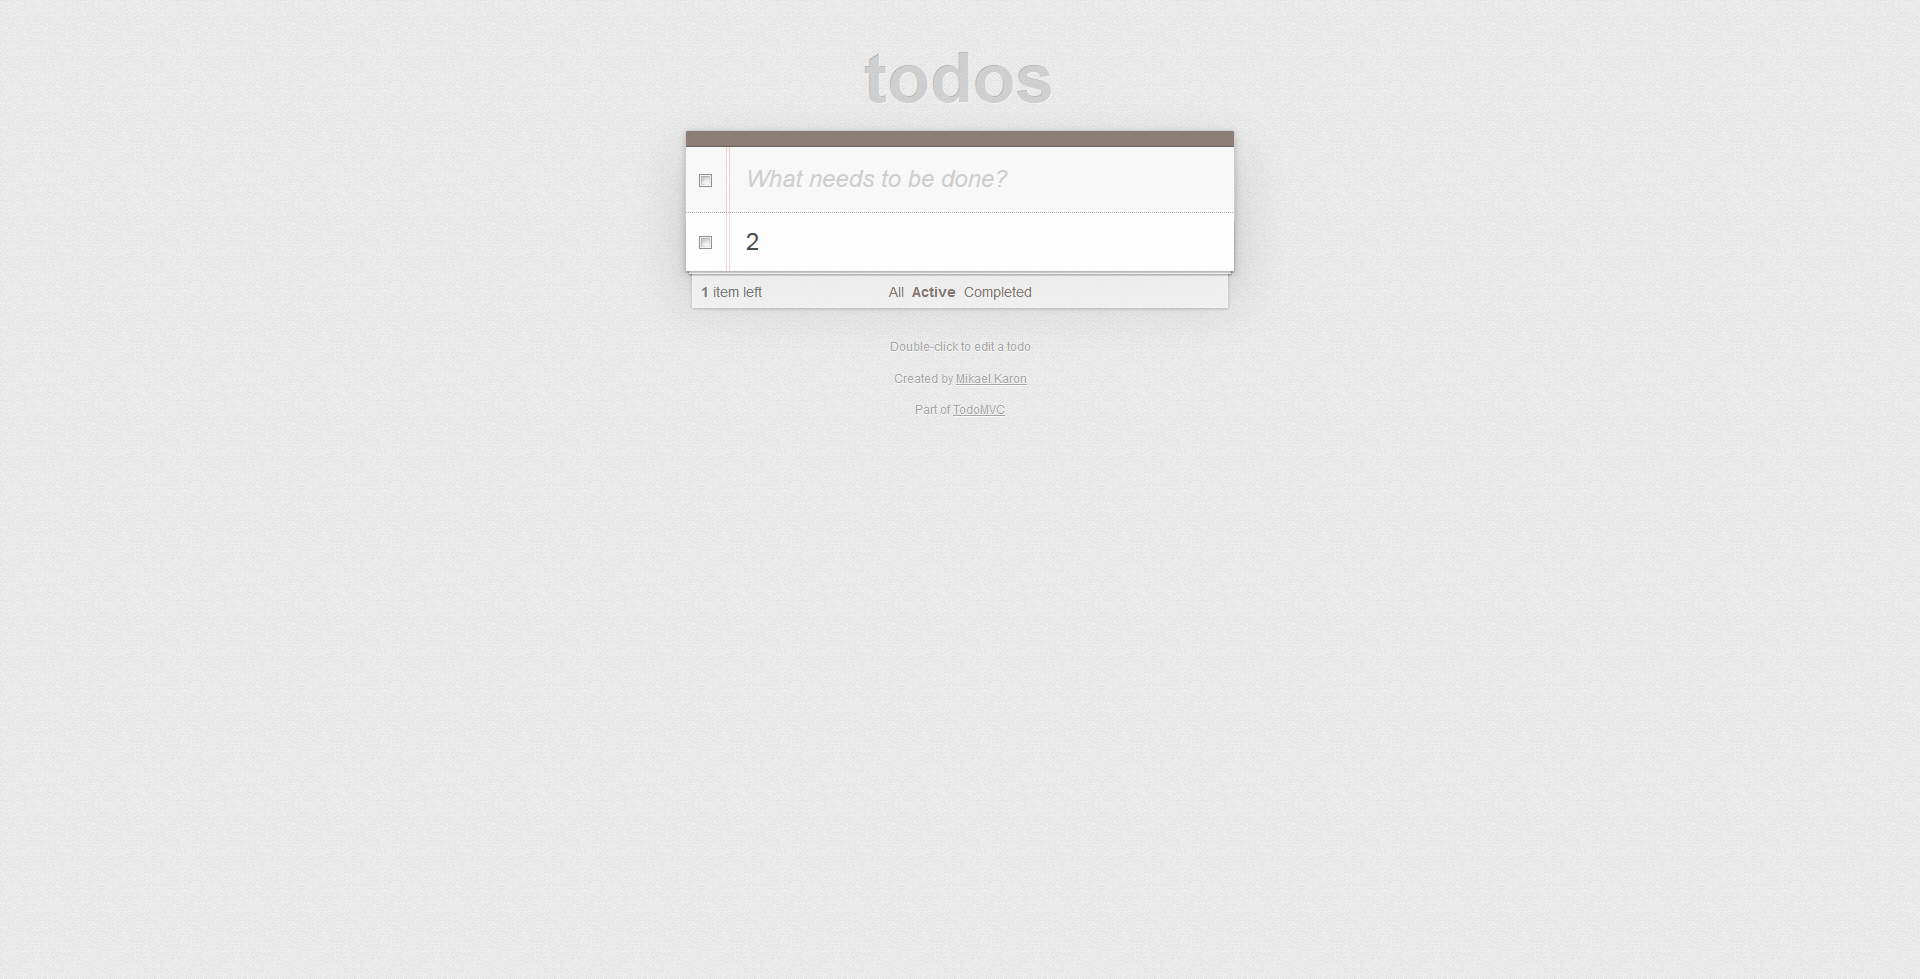 todos
What needs to be done?
2
1 item left All Active Completed
Double-click to edit a todo
Created by Mikael Karon
Part of TodoMVC